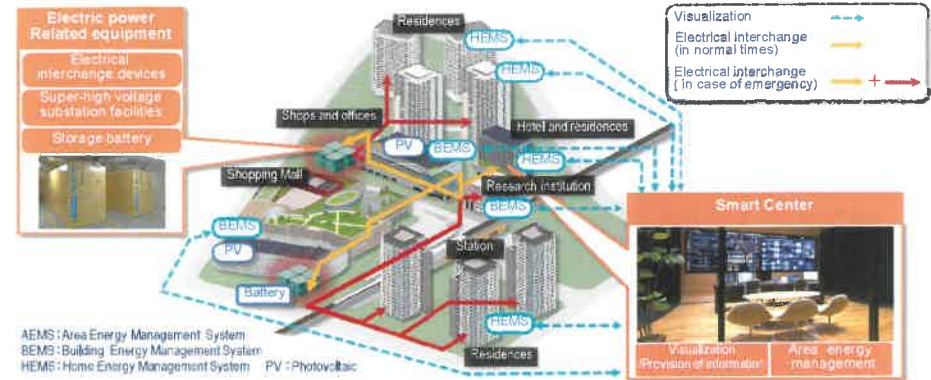 Electric power
Related equipment
Electrical
interchange devices
Super-high voltage
substation facilities
Storage battery
Residences
HEMS
HEMS
Shops and offices
PV
BEMS
Hotel and residences
HEMS
Shopping Mall
Research institution
BEMS
BEMS
PV
Station
Battery
HEMS
Residences
Visualization
Electrical interchange
(in normal times)
Electrical interchange
( in case of emergency)
+
Smart Center
Visualization
/Provision of information
Area energy
management
AEMS:Area Energy Management System
BEMS:Building Energy Management System
HEMS:Home Energy Management System PV:Photovoltaic